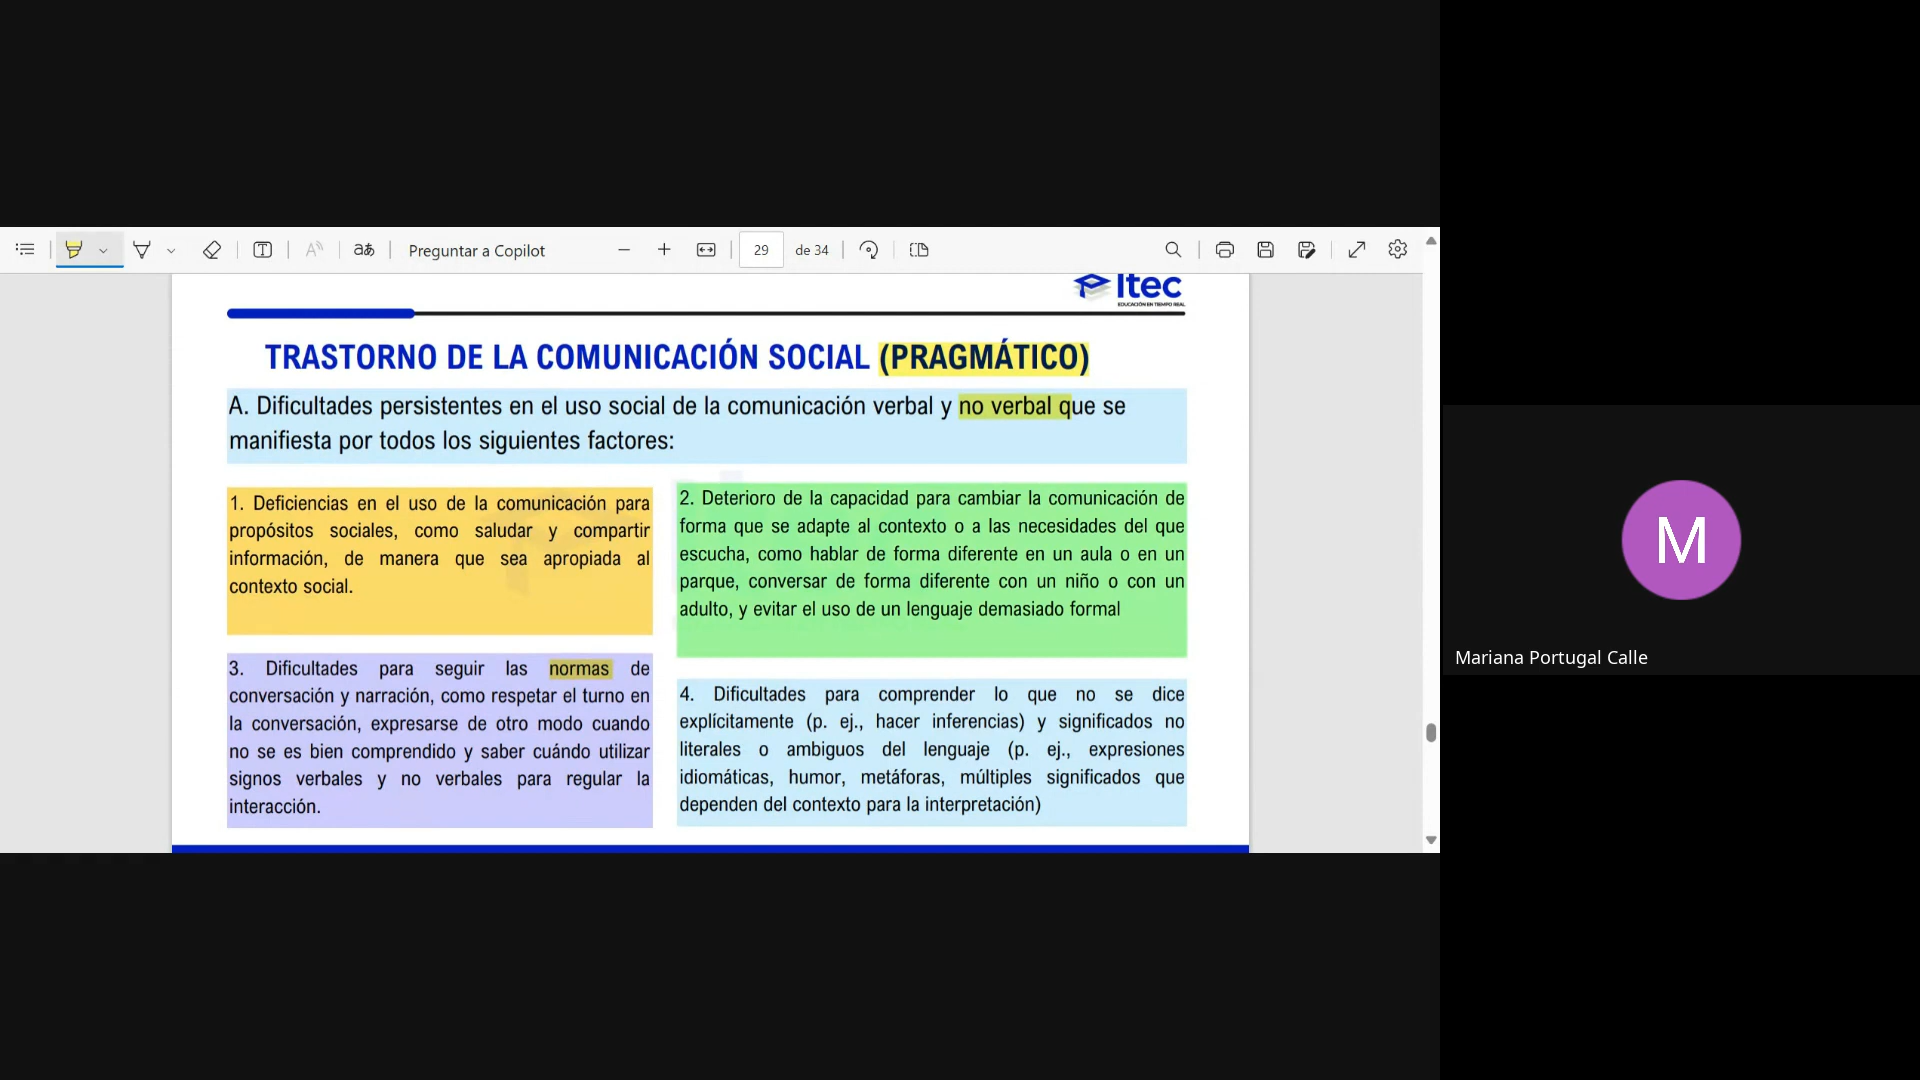 Preguntar a Copilot
29
de 34
Itec
EDUCACIÓN EN TIEMPO REAL
TRASTORNO DE LA COMUNICACIÓN SOCIAL (PRAGMÁTICO)
A. Dificultades persistentes en el uso social de la comunicación verbal y no verbal que se
manifiesta por todos los siguientes factores:
1. Deficiencias en el uso de la comunicación para
propósitos sociales, como saludar y compartir
información, de manera que sea apropiada al
contexto social.
2. Deterioro de la capacidad para cambiar la comunicación de
forma que se adapte al contexto o a las necesidades del que
escucha, como hablar de forma diferente en un aula o en un
parque, conversar de forma diferente con un niño o con un
adulto, y evitar el uso de un lenguaje demasiado formal
3. Dificultades para seguir las normas de
conversación y narración, como respetar el turno en
la conversación, expresarse de otro modo cuando
no se es bien comprendido y saber cuándo utilizar
signos verbales y no verbales para regular la
interacción.
4. Dificultades para comprender lo que no se dice
explícitamente (p. ej., hacer inferencias) y significados no
literales o ambiguos del lenguaje (p. ej., expresiones
idiomáticas, humor, metáforas, múltiples significados que
dependen del contexto para la interpretación)
M
Mariana Portugal Calle